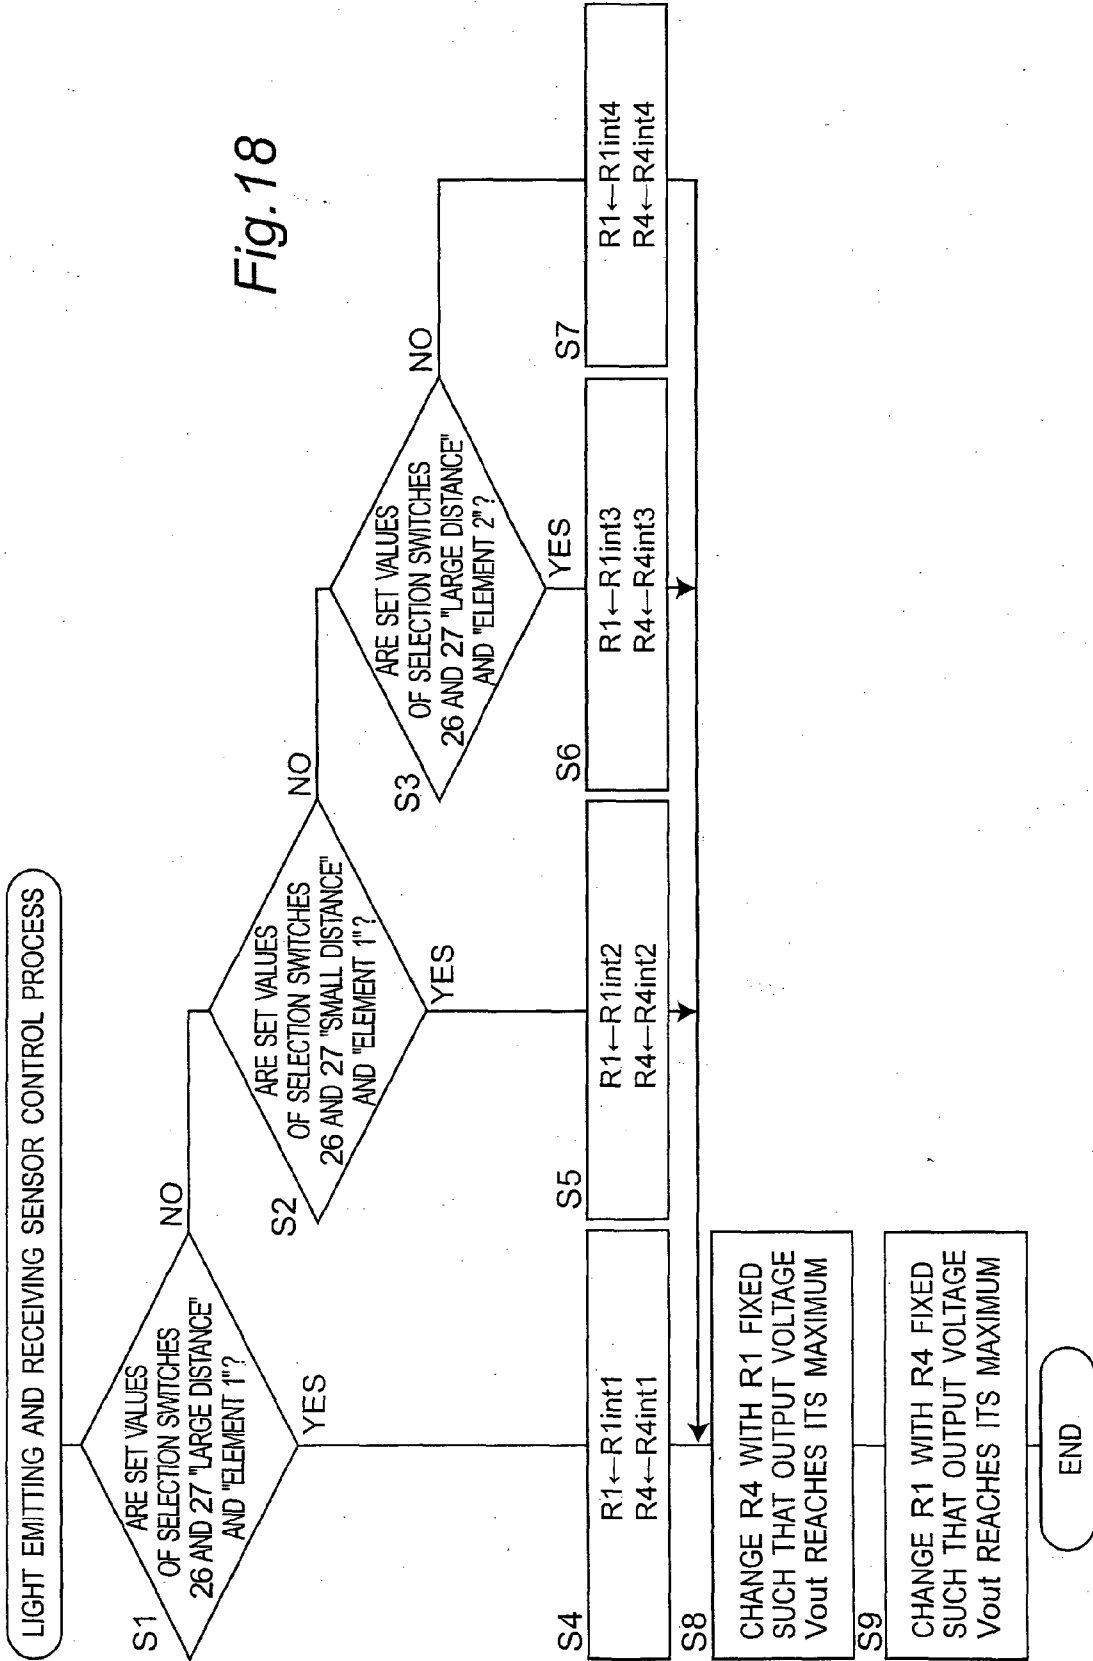 Fig.18
LIGHT EMITTING AND RECEIVING SENSOR CONTROL PROCESS
S1
ARE SET VALUES
OF SELECTION SWITCHES
26 AND 27 "LARGE DISTANCE"
AND "ELEMENT 1"?
NO
YES
S2
ARE SET VALUES
OF SELECTION SWITCHES
26 AND 27 "SMALL DISTANCE"
AND "ELEMENT 1"?
NO
YES
S3
ARE SET VALUES
OF SELECTION SWITCHES
26 AND 27 "LARGE DISTANCE"
AND "ELEMENT 2"?
NO
YES
S4
R1←R1int1
R4←R4int1
S5
R1←R1int2
R4←R4int2
S6
R1←R1int3
R4←R4int3
S7
R1←R1int4
R4←R4int4
S8
CHANGE R4 WITH R1 FIXED
SUCH THAT OUTPUT VOLTAGE
Vout REACHES ITS MAXIMUM
S9
CHANGE R1 WITH R4 FIXED
SUCH THAT OUTPUT VOLTAGE
Vout REACHES ITS MAXIMUM
END